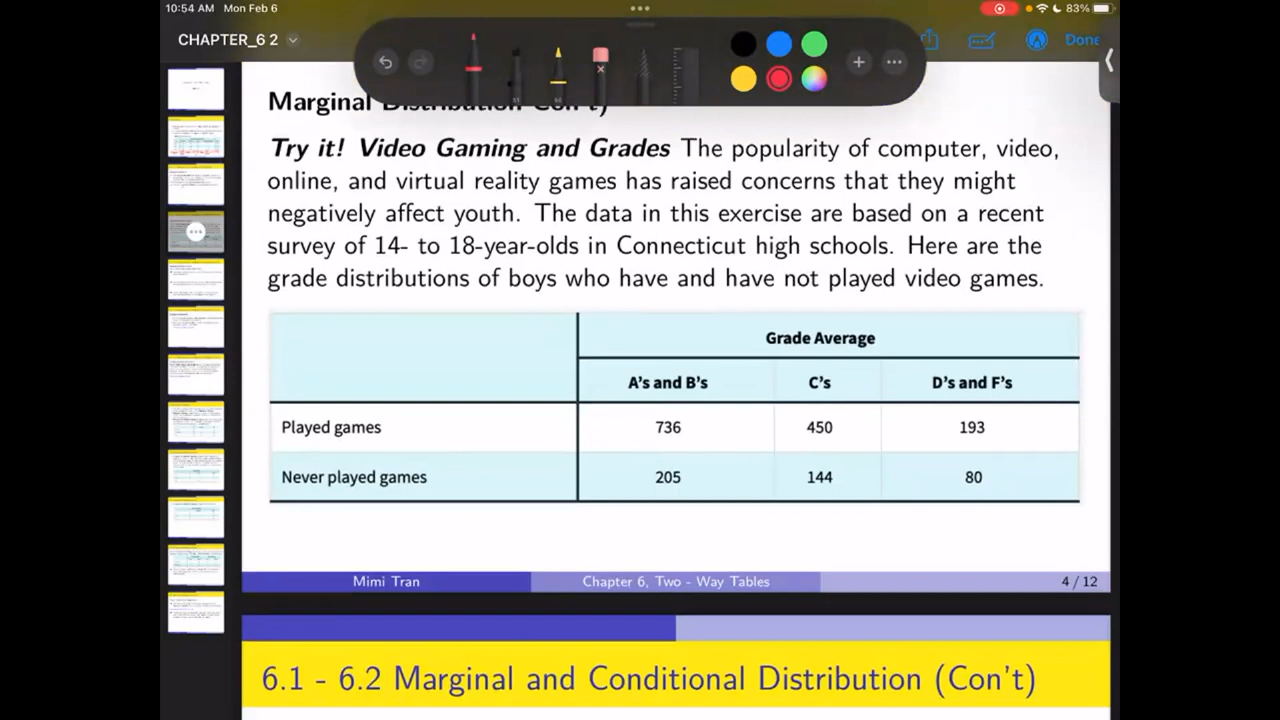 10:54 AM Mon Feb 6
83%
CHAPTER_6 2
Done
Marginal Distribution Con't)
Try it! Video Gaming and Grades The popularity of computer, video,
online, and virtual reality games has raised concerns that they might
negatively affect youth. The data in this exercise are based on a recent
survey of 14- to 18-year-olds in Connecticut high schools. Here are the
grade distributions of boys who have and have not played video games.
Grade Average
A's and B's C's D's and F's
Played games 736 450 193
Never played games 205 144 80
Mimi Tran Chapter 6, Two - Way Tables 4 / 12
6.1 - 6.2 Marginal and Conditional Distribution (Con't)